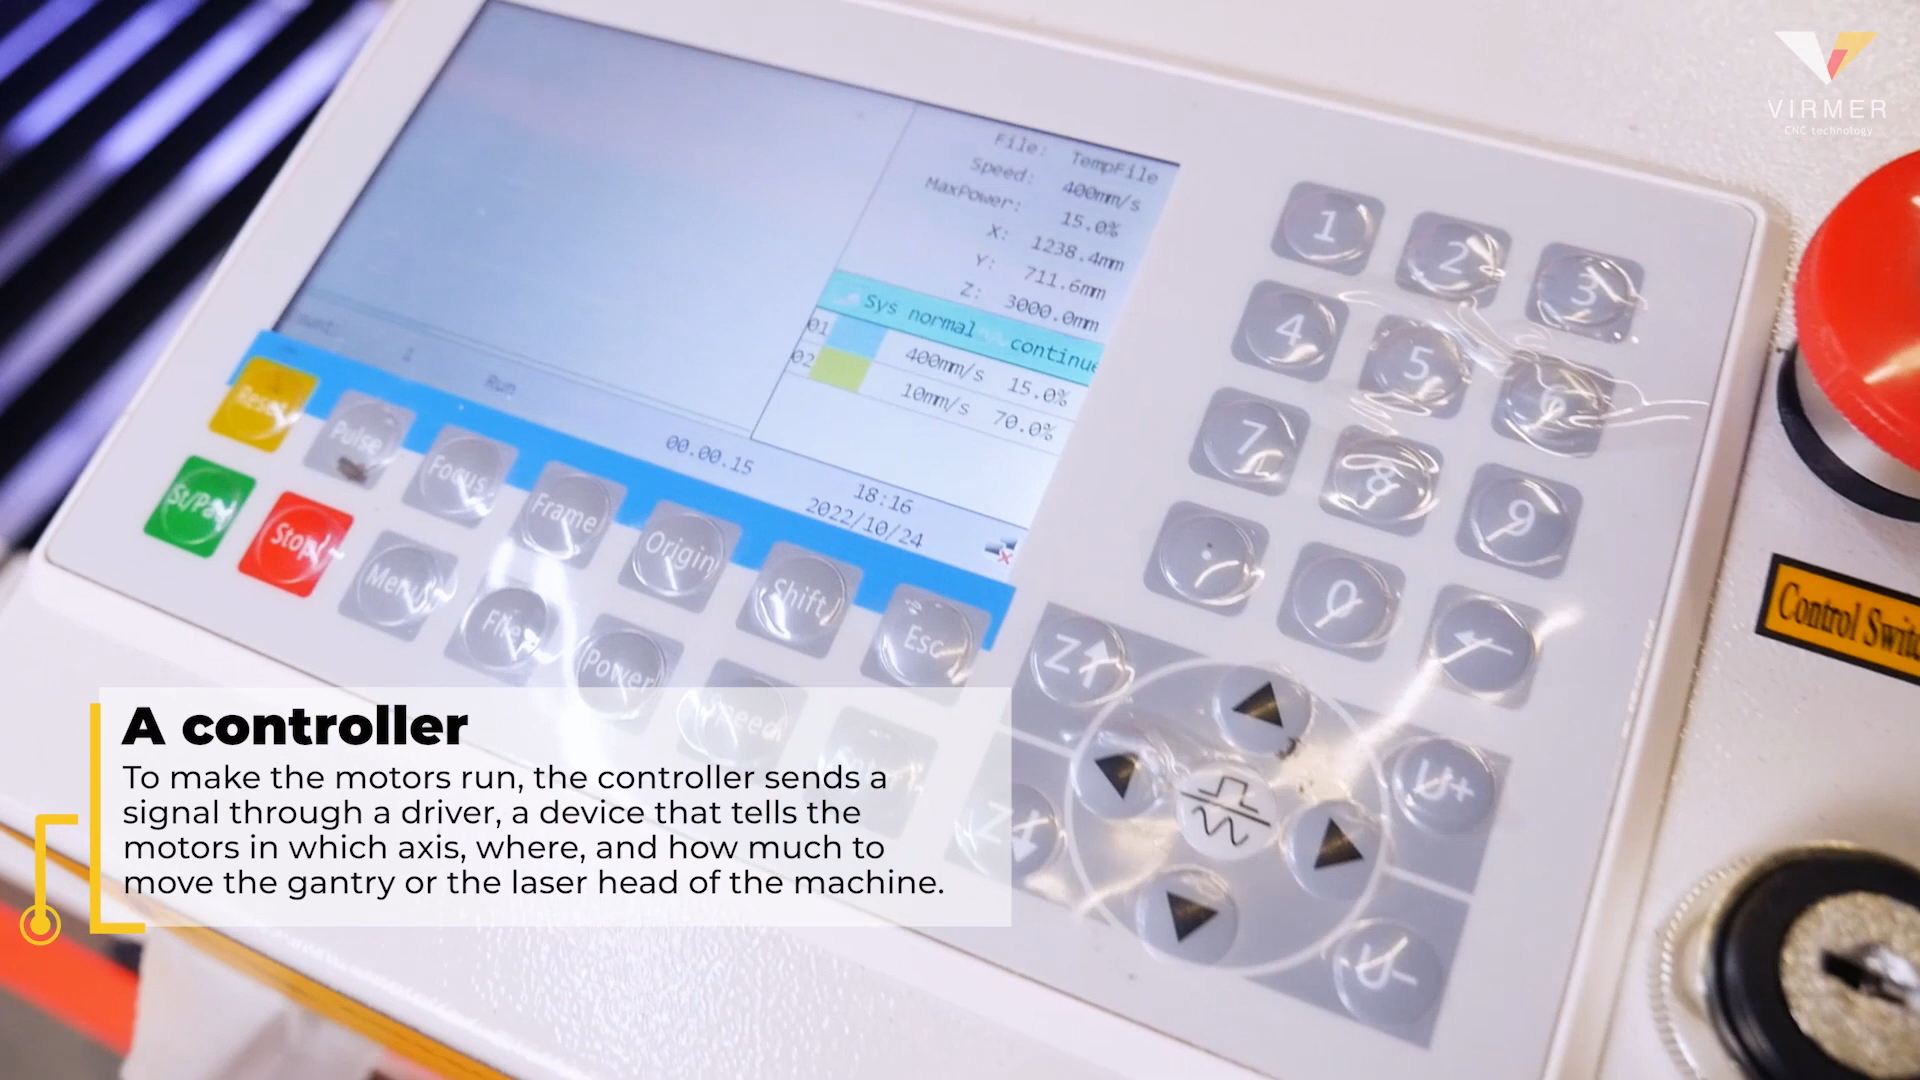 VIRMER
CNC technology
File: TempFile
Speed: 400mm/s
MaxPower: 15.0%
X: 1238.4mm
Y: 711.6mm
Z: 3000.0mm
Sys normal continue
01 400mm/s 15.0%
02 10mm/s 70.0%
1
Run
00.00.15
18:16
2022/10/24
1 2 3
4 5 6
7 8 9
. 0
Reset Pulse Focus Frame Origin Shift Esc
St/Pau Stop Menu File Power Speed
Z
Z
U+
U-
Control Swit
A controller
To make the motors run, the controller sends a
signal through a driver, a device that tells the
motors in which axis, where, and how much to
move the gantry or the laser head of the machine.